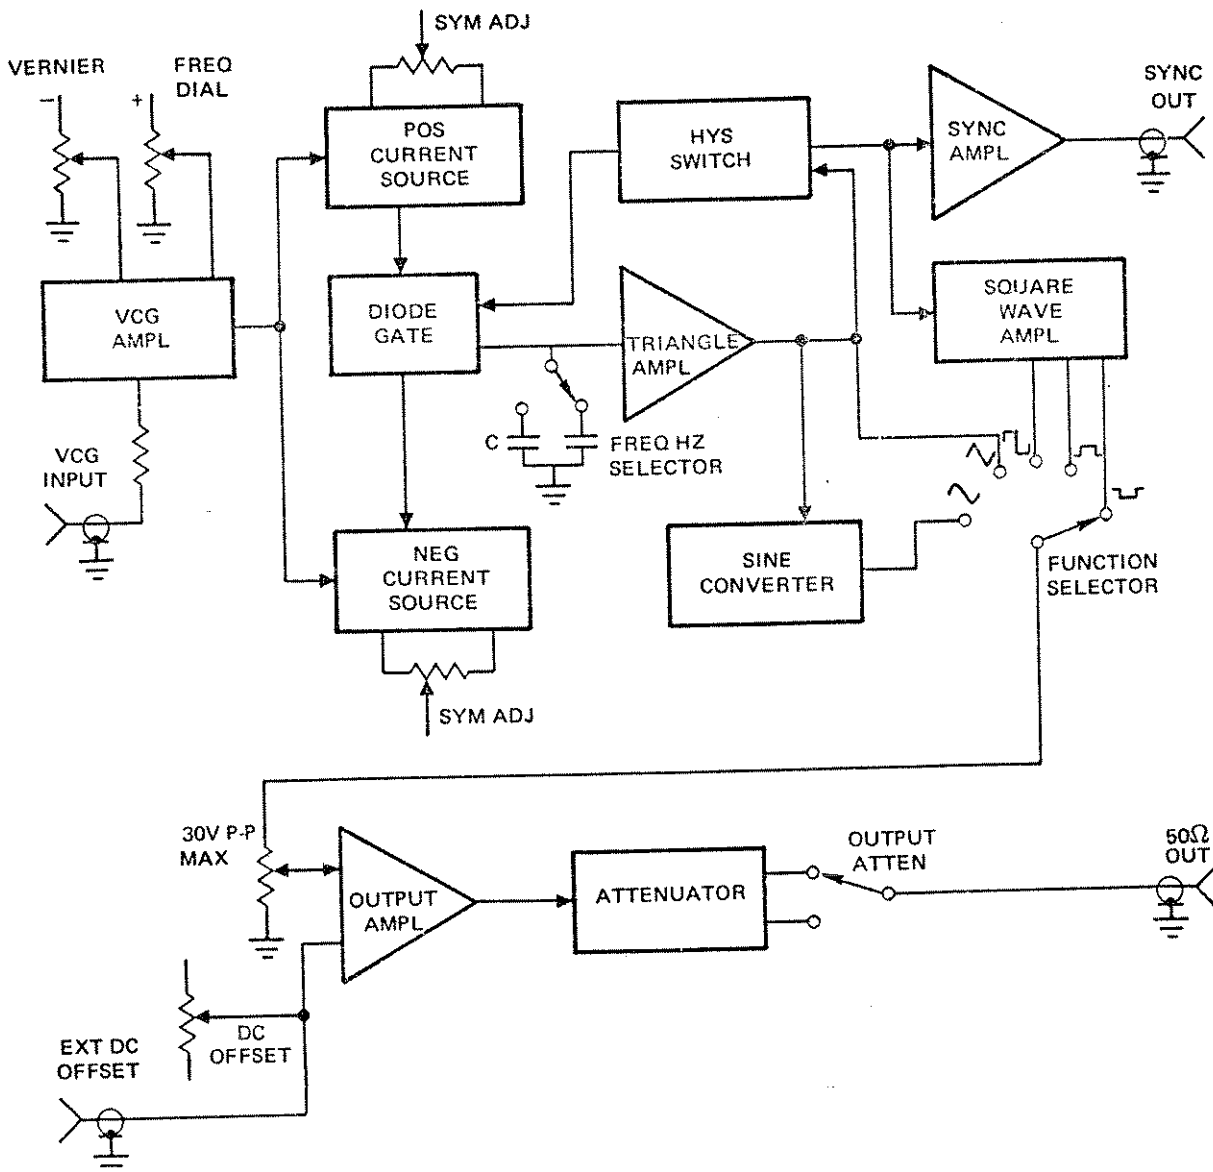 SYM ADJ
VERNIER
FREQ
DIAL
SYNC
OUT
−
+
POS
CURRENT
SOURCE
HYS
SWITCH
SYNC
AMPL
VCG
AMPL
DIODE
GATE
TRIANGLE
AMPL
SQUARE
WAVE
AMPL
VCG
INPUT
C
FREQ HZ
SELECTOR
NEG
CURRENT
SOURCE
SINE
CONVERTER
FUNCTION
SELECTOR
SYM ADJ
30V P-P
MAX
OUTPUT
AMPL
ATTENUATOR
OUTPUT
ATTEN
50Ω
OUT
DC
OFFSET
EXT DC
OFFSET